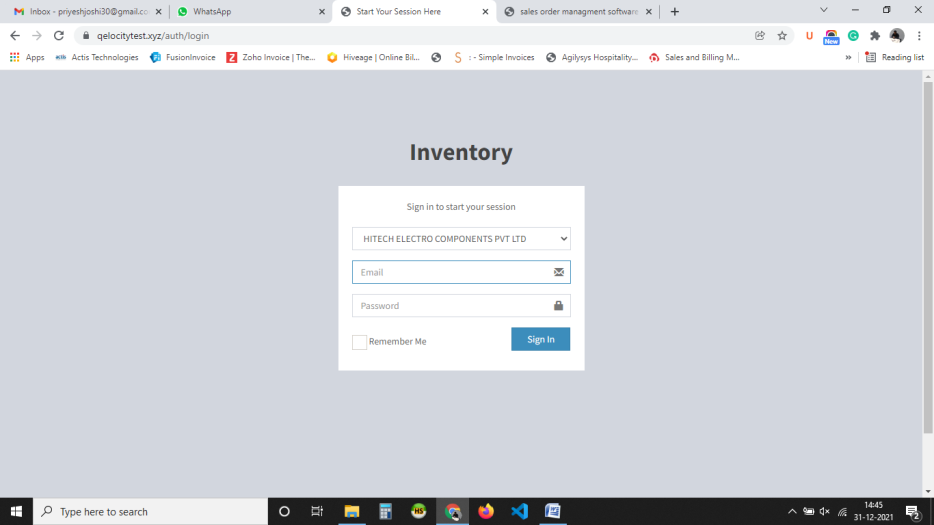 Inbox - priyeshjoshi30@gmail.co
WhatsApp
Start Your Session Here
sales order managment software
qelocitytest.xyz/auth/login
Apps
Actis Technologies
FusionInvoice
Zoho Invoice | The...
Hiveage | Online Bil...
: - Simple Invoices
Agilysys Hospitality...
Sales and Billing M...
»
Reading list
U
New
Inventory
Sign in to start your session
HITECH ELECTRO COMPONENTS PVT LTD
Email
Password
Remember Me
Sign In
Type here to search
14:45
31-12-2021
2